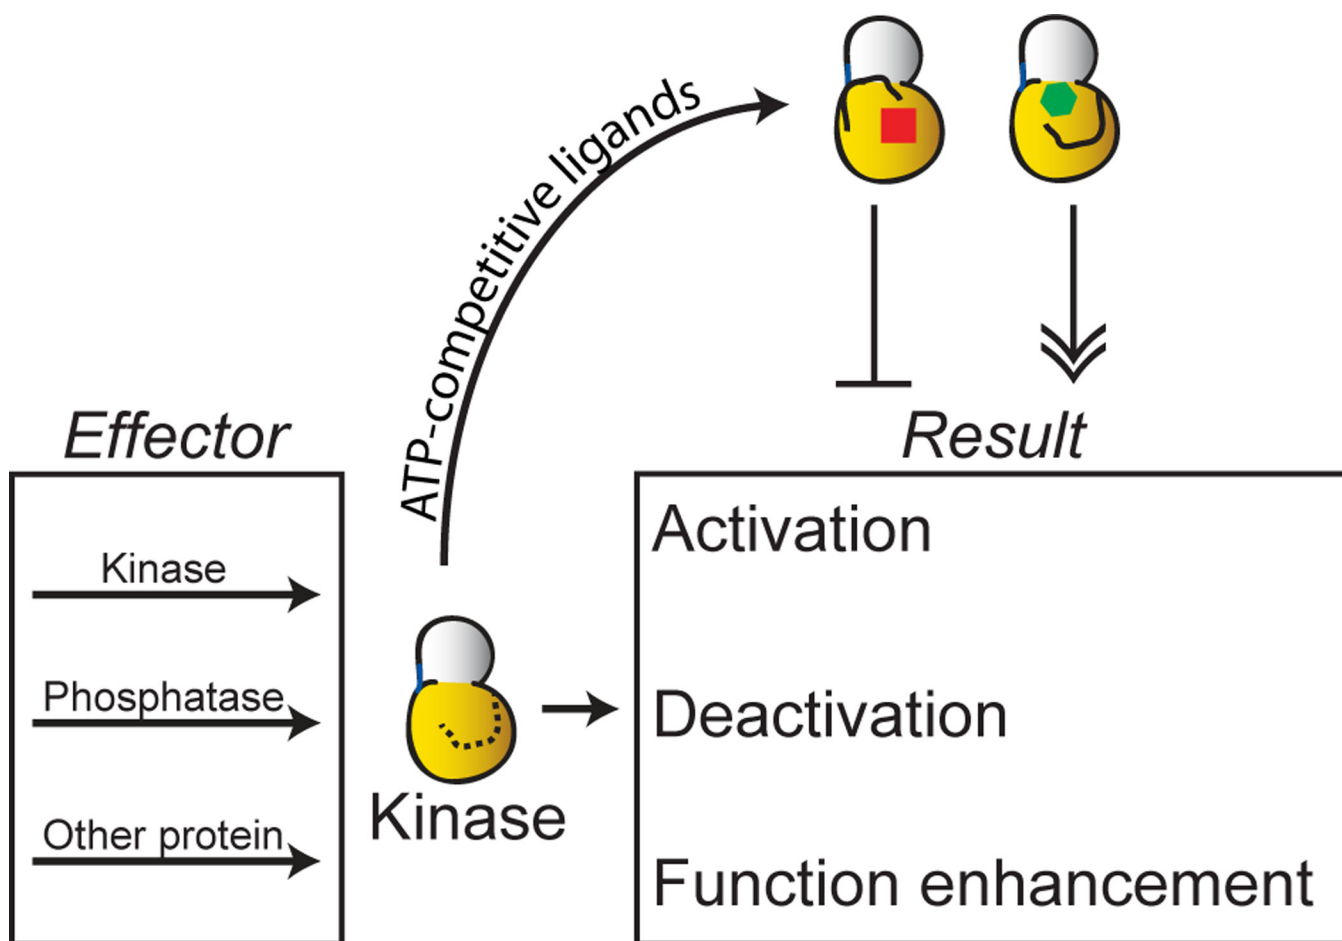 ATP-competitive ligands
Effector
Kinase
Phosphatase
Other protein
Kinase
Result
Activation
Deactivation
Function enhancement